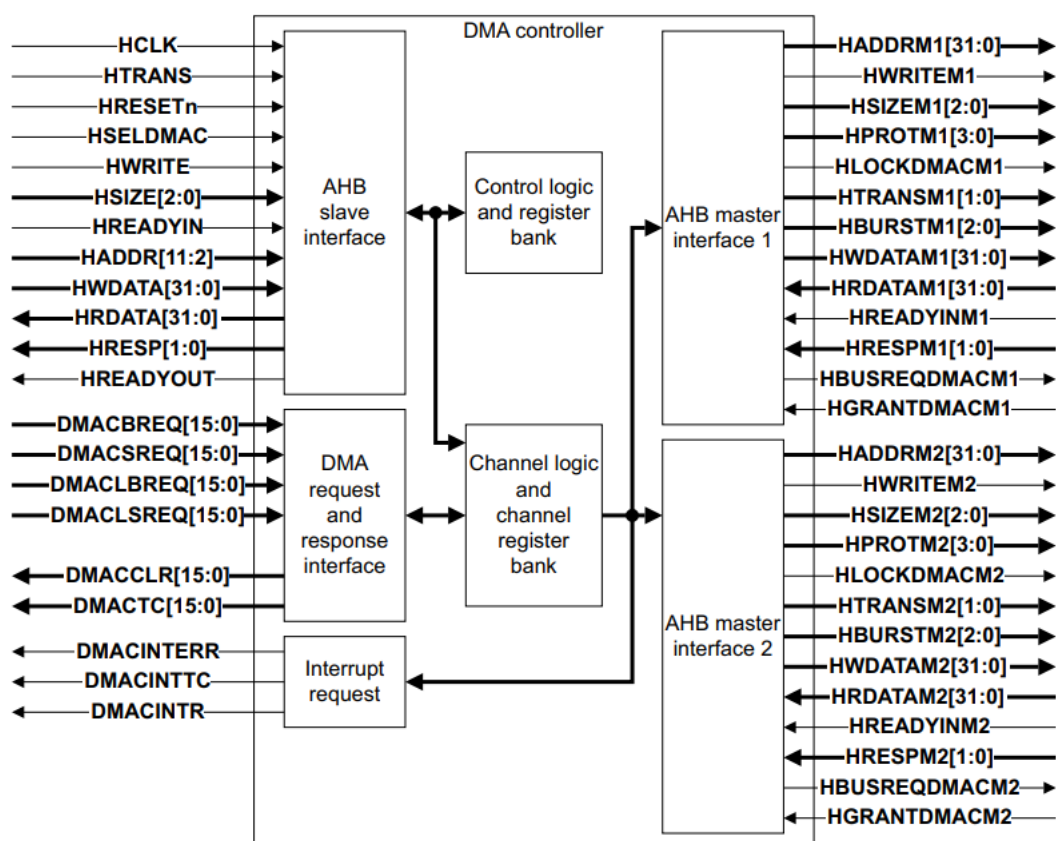 DMA controller
HCLK
HTRANS
HRESETn
HSELDMAC
HWRITE
HSIZE[2:0]
HREADYIN
HADDR[11:2]
HWDATA[31:0]
HRDATA[31:0]
HRESP[1:0]
HREADYOUT
DMACBREQ[15:0]
DMACSREQ[15:0]
DMACLBREQ[15:0]
DMACLSREQ[15:0]
DMACCLR[15:0]
DMACTC[15:0]
DMACINTERR
DMACINTTC
DMACINTR
AHB
slave
interface
DMA
request
and
response
interface
Interrupt
request
Control logic
and register
bank
Channel logic
and
channel
register
bank
AHB master
interface 1
AHB master
interface 2
HADDRM1[31:0]
HWRITEM1
HSIZEM1[2:0]
HPROTM1[3:0]
HLOCKDMACM1
HTRANSM1[1:0]
HBURSTM1[2:0]
HWDATAM1[31:0]
HRDATAM1[31:0]
HREADYINM1
HRESPM1[1:0]
HBUSREQDMACM1
HGRANTDMACM1
HADDRM2[31:0]
HWRITEM2
HSIZEM2[2:0]
HPROTM2[3:0]
HLOCKDMACM2
HTRANSM2[1:0]
HBURSTM2[2:0]
HWDATAM2[31:0]
HRDATAM2[31:0]
HREADYINM2
HRESPM2[1:0]
HBUSREQDMACM2
HGRANTDMACM2